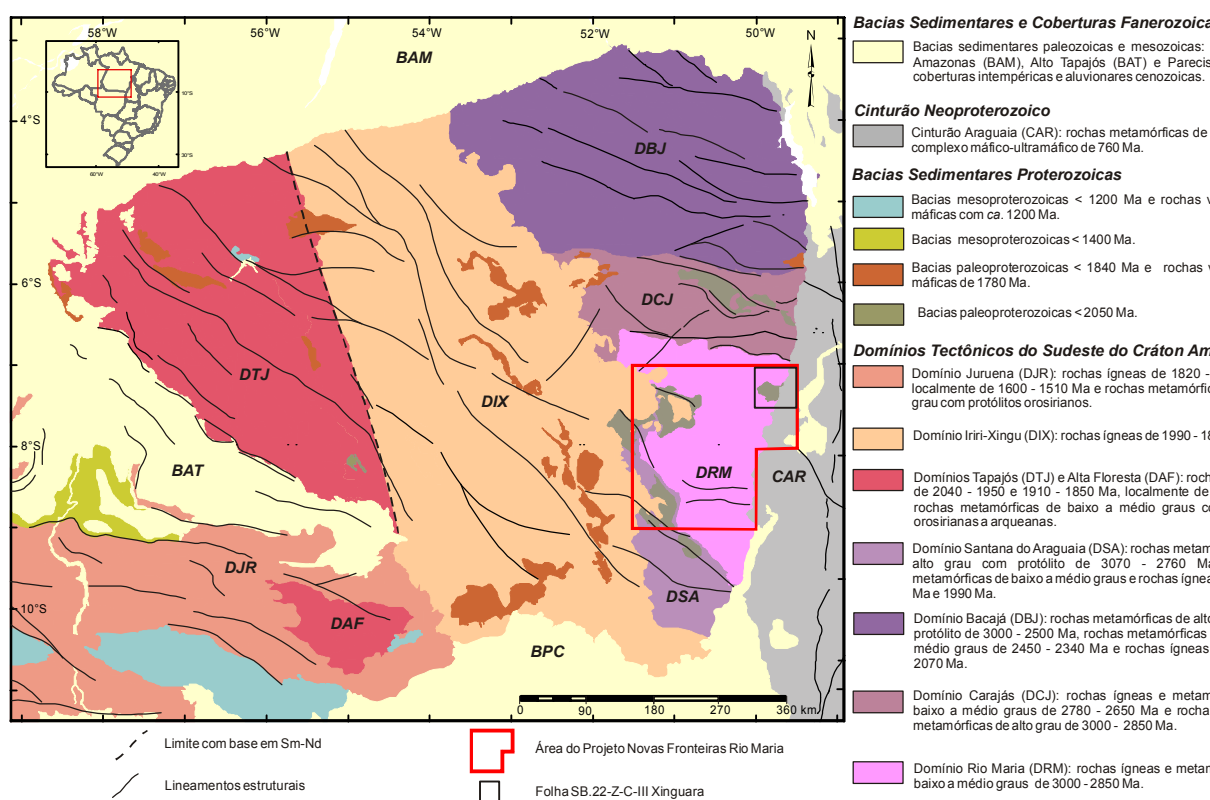 58°W
56°W
54°W
52°W
50°W
N
BAM
10°S
30°S
60°W
40°W
4°S
DBJ
6°S
DCJ
DTJ
DIX
8°S
BAT
DRM
CAR
DJR
DSA
10°S
DAF
BPC
0
90
180
270
360 km
Limite com base em Sm-Nd
Lineamentos estruturais
Área do Projeto Novas Fronteiras Rio Maria
Folha SB.22-Z-C-III Xinguara
Bacias Sedimentares e Coberturas Fanerozoica
Bacias sedimentares paleozoicas e mesozoicas:
Amazonas (BAM), Alto Tapajós (BAT) e Parecis
coberturas intempéricas e aluvionares cenozoicas.
Cinturão Neoproterozoico
Cinturão Araguaia (CAR): rochas metamórficas de
complexo máfico-ultramáfico de 760 Ma.
Bacias Sedimentares Proterozoicas
Bacias mesoproterozoicas < 1200 Ma e rochas v
máficas com ca. 1200 Ma.
Bacias mesoproterozoicas < 1400 Ma.
Bacias paleoproterozoicas < 1840 Ma e rochas v
máficas de 1780 Ma.
Bacias paleoproterozoicas < 2050 Ma.
Domínios Tectônicos do Sudeste do Cráton Am
Domínio Juruena (DJR): rochas ígneas de 1820 -
localmente de 1600 - 1510 Ma e rochas metamórfic
grau com protólitos orosirianos.
Domínio Iriri-Xingu (DIX): rochas ígneas de 1990 - 18
Domínios Tapajós (DTJ) e Alta Floresta (DAF): roch
de 2040 - 1950 e 1910 - 1850 Ma, localmente de
rochas metamórficas de baixo a médio graus co
orosirianas a arqueanas.
Domínio Santana do Araguaia (DSA): rochas metam
alto grau com protólito de 3070 - 2760 Ma
metamórficas de baixo a médio graus e rochas ígnea
Ma e 1990 Ma.
Domínio Bacajá (DBJ): rochas metamórficas de alto
protólito de 3000 - 2500 Ma, rochas metamórficas
médio graus de 2450 - 2340 Ma e rochas ígneas
2070 Ma.
Domínio Carajás (DCJ): rochas ígneas e metam
baixo a médio graus de 2780 - 2650 Ma e rocha
metamórficas de alto grau de 3000 - 2850 Ma.
Domínio Rio Maria (DRM): rochas ígneas e metam
baixo a médio graus de 3000 - 2850 Ma.